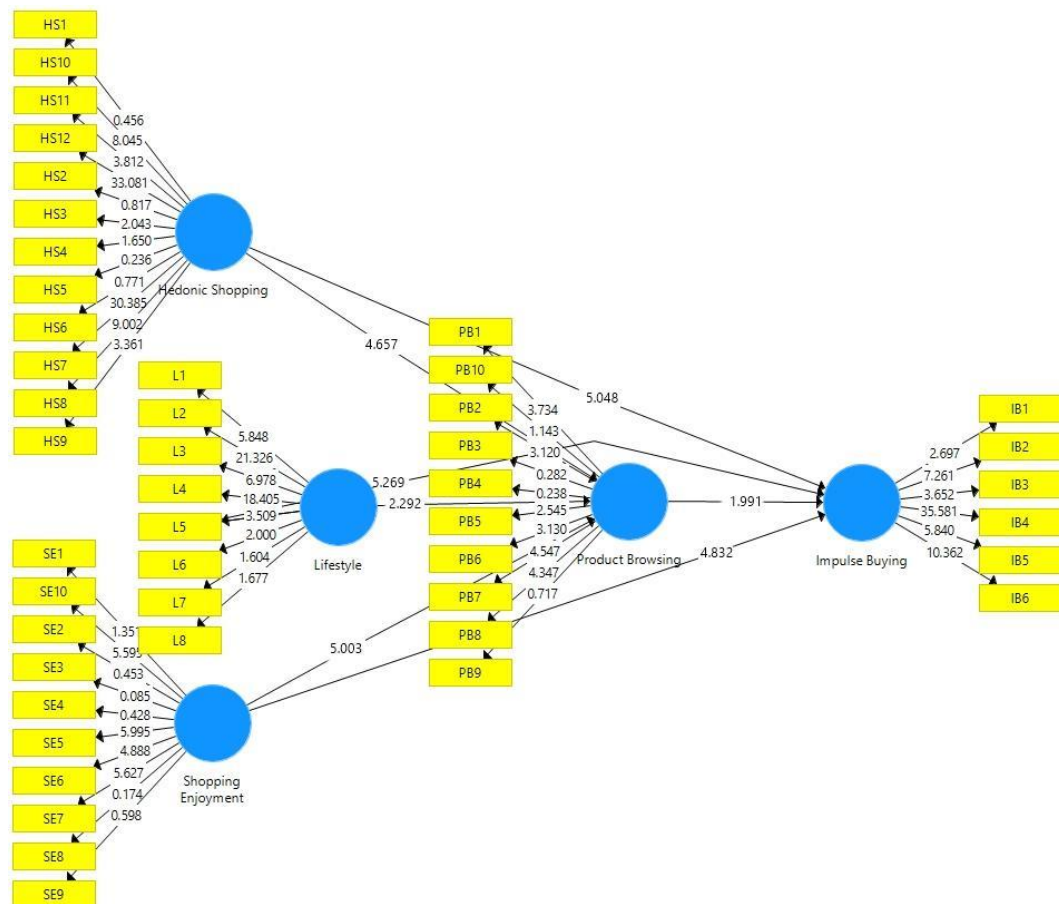 HS1
HS10
HS11
HS12
HS2
HS3
HS4
HS5
HS6
HS7
HS8
HS9
0.456
8.045
3.812
33.081
0.817
2.043
1.650
0.236
0.771
30.385
9.002
3.361
Hedonic Shopping
4.657
5.048
L1
L2
L3
L4
L5
L6
L7
L8
5.848
21.326
6.978
18.405
3.509
2.000
1.604
1.677
Lifestyle
5.269
2.292
SE1
SE10
SE2
SE3
SE4
SE5
SE6
SE7
SE8
SE9
1.351
5.595
0.453
0.085
0.428
5.995
4.888
5.627
0.174
0.598
Shopping
Enjoyment
5.003
4.832
PB1
PB10
PB2
PB3
PB4
PB5
PB6
PB7
PB8
PB9
3.734
1.143
3.120
0.282
0.238
2.545
3.130
4.547
4.347
0.717
Product Browsing
1.991
Impulse Buying
2.697
7.261
3.652
35.581
5.840
10.362
IB1
IB2
IB3
IB4
IB5
IB6